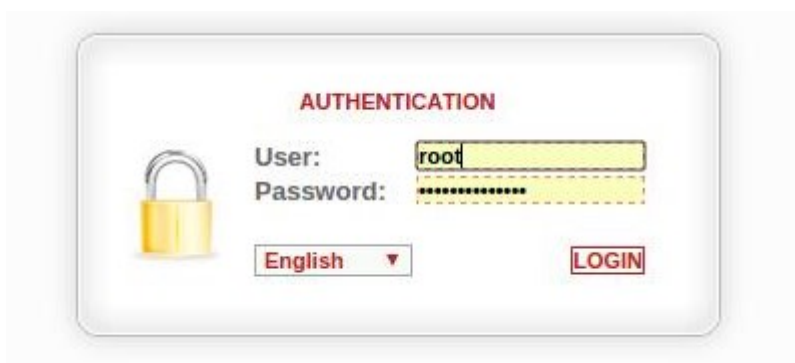 AUTHENTICATION
User: root
Password: ••••••••••••••
English ▼
LOGIN